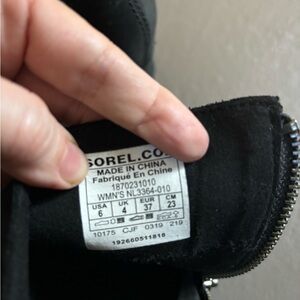 SOREL.CO
MADE IN CHINA
Fabriqué En Chine
1870231010
WMN'S NL3364-010
USA UK EUR CM
6 4 37 23
10175 CJF 0319 219
192660511818